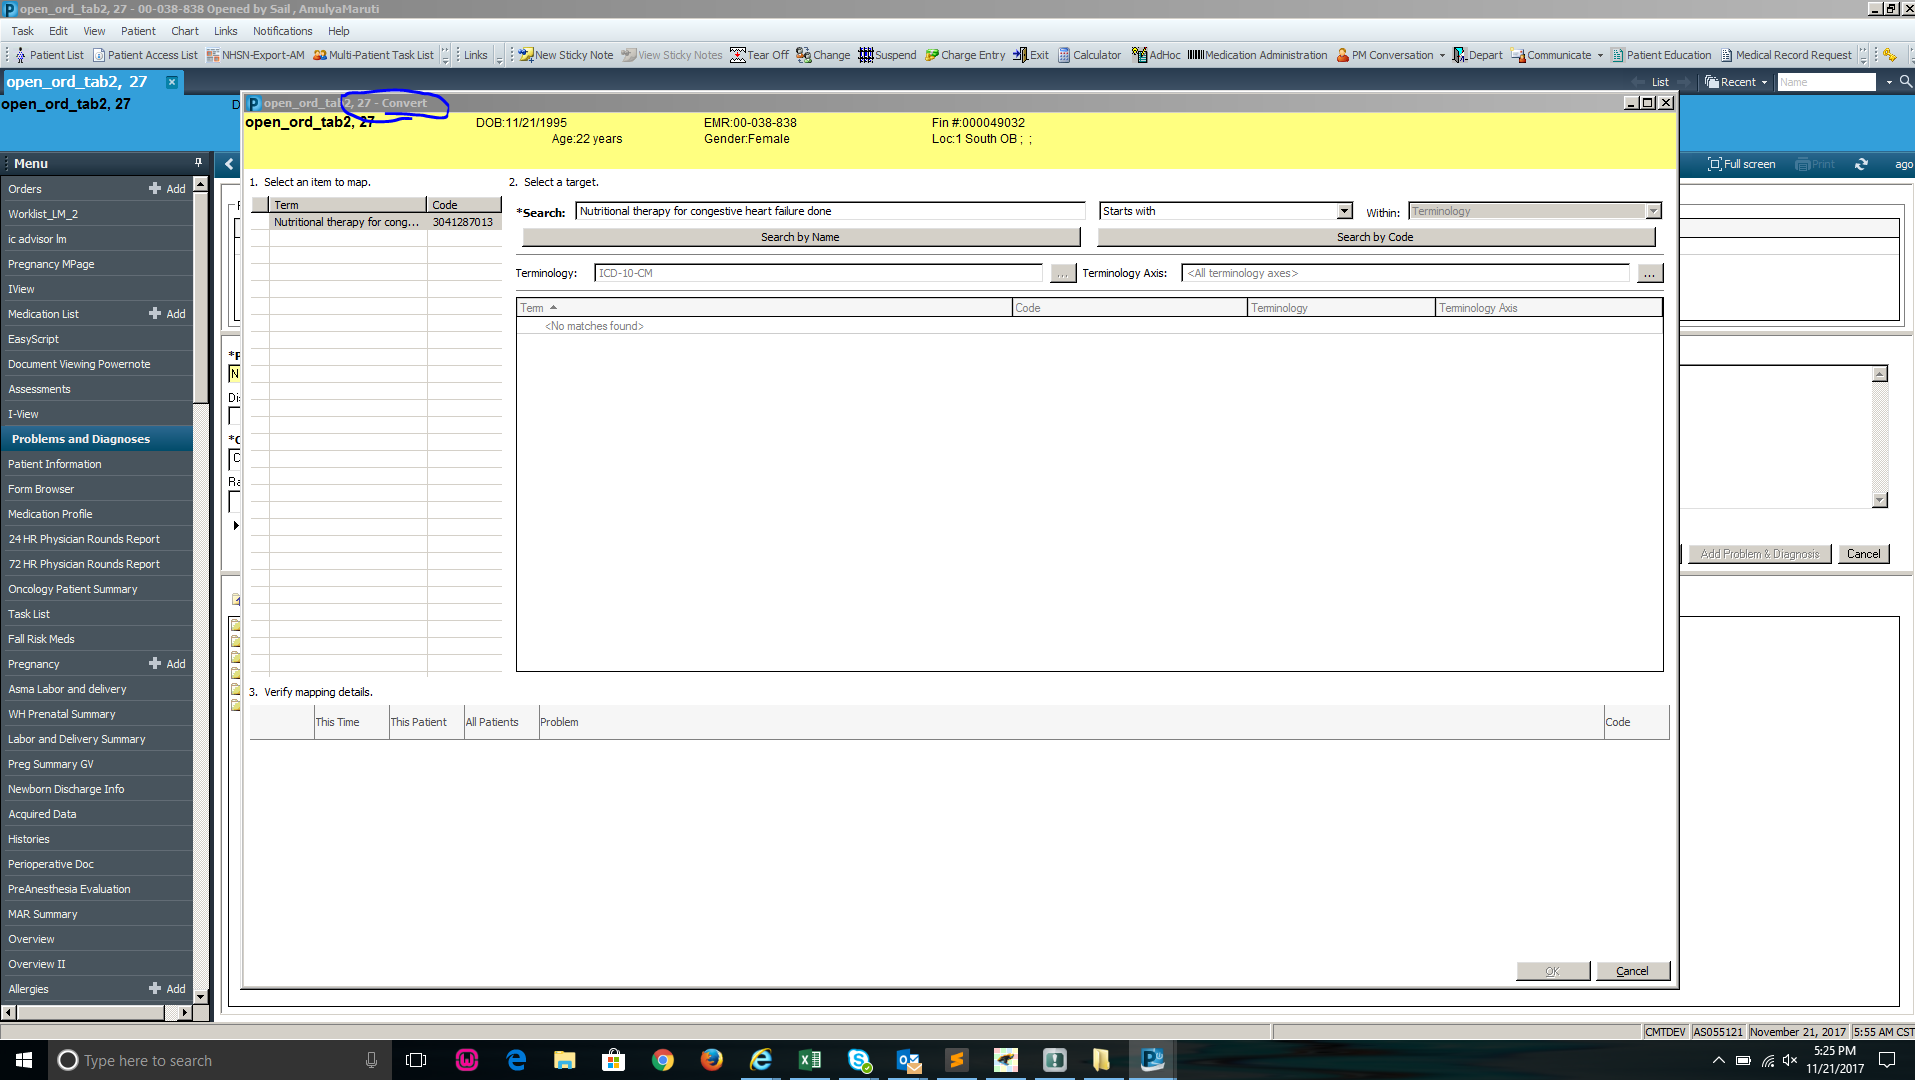 open_ord_tab2, 27 - 00-038-838 Opened by Sail , AmulyaMaruti
Task Edit View Patient Chart Links Notifications Help
Patient List Patient Access List NHSN-Export-AM Multi-Patient Task List Links New Sticky Note View Sticky Notes Tear Off Change Suspend Charge Entry Exit Calculator AdHoc Medication Administration PM Conversation Depart Communicate Patient Education Medical Record Request
open_ord_tab2, 27 List Recent Name
open_ord_tab2, 27 D
open_ord_tab2, 27 - Convert
open_ord_tab2, 27 DOB:11/21/1995 EMR:00-038-838 Fin #:000049032
Age:22 years Gender:Female Loc:1 South OB ; ;
Menu Full screen Print ago
1. Select an item to map. 2. Select a target.
Orders Add
Term Code
*Search: Nutritional therapy for congestive heart failure done Starts with Within: Terminology
Worklist_LM_2
Nutritional therapy for cong... 3041287013
ic advisor lm
Search by Name Search by Code
Pregnancy MPage
Terminology: ICD-10-CM ... Terminology Axis: <All terminology axes> ...
IView
Medication List Add
Term Code Terminology Terminology Axis
<No matches found>
EasyScript
Document Viewing Powernote
Assessments
I-View
Problems and Diagnoses
Patient Information
Form Browser
Medication Profile
24 HR Physician Rounds Report
72 HR Physician Rounds Report
Add Problem & Diagnosis Cancel
Oncology Patient Summary
Task List
Fall Risk Meds
Pregnancy Add
Asma Labor and delivery
3. Verify mapping details.
WH Prenatal Summary
This Time This Patient All Patients Problem Code
Labor and Delivery Summary
Preg Summary GV
Newborn Discharge Info
Acquired Data
Histories
Perioperative Doc
PreAnesthesia Evaluation
MAR Summary
Overview
Overview II
OK Cancel
Allergies Add
CMTDEV AS055121 November 21, 2017 5:55 AM CST
Type here to search
5:25 PM
11/21/2017